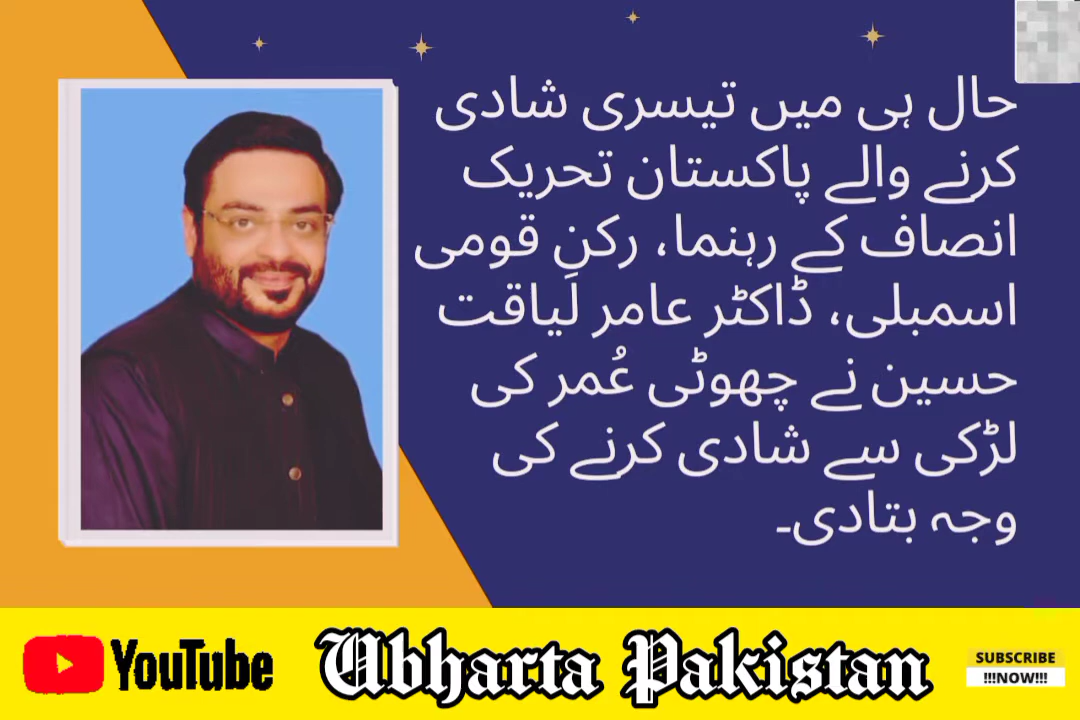 حال ہی میں تیسری شادی
کرنے والے پاکستان تحریک
انصاف کے رہنما، رکنِ قومی
اسمبلی، ڈاکٹر عامر لَیاقت
حسین نے چھوٹی عُمر کی
لڑکی سے شادی کرنے کی
وجہ بتادی۔
YouTube
Ubharta Pakistan
SUBSCRIBE
!!!NOW!!!